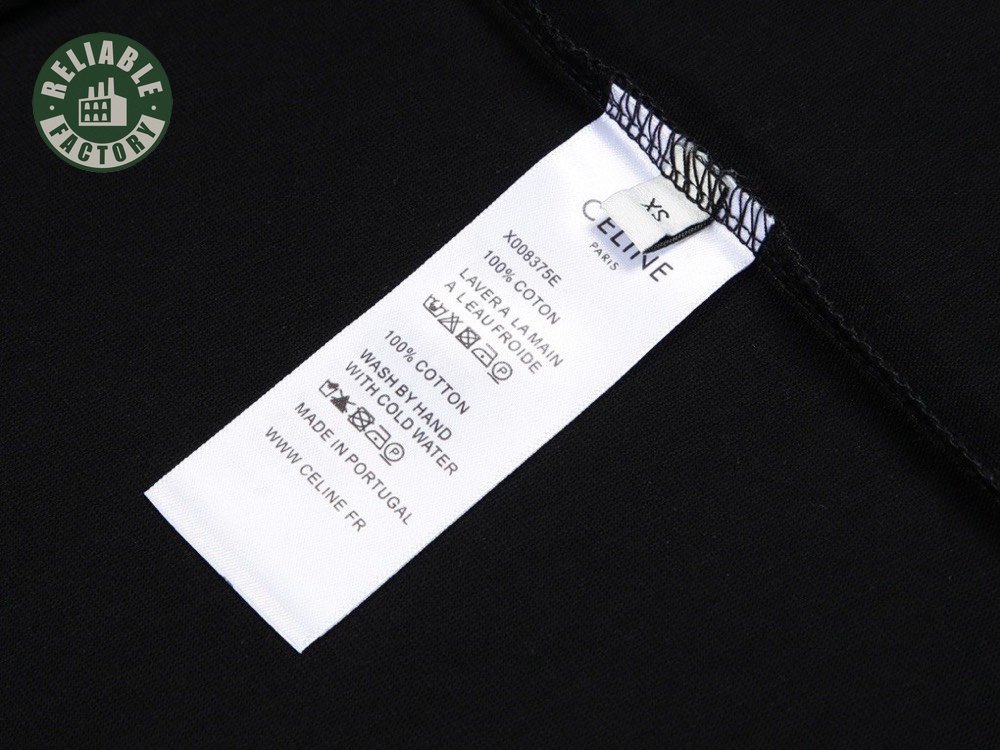 RELIABLE
FACTORY
XS
CELINE
PARIS
X008375E
100% COTON
LAVER A LA MAIN
A L EAU FROIDE
P
100% COTTON
WASH BY HAND
WITH COLD WATER
P
MADE IN PORTUGAL
WWW CELINE FR